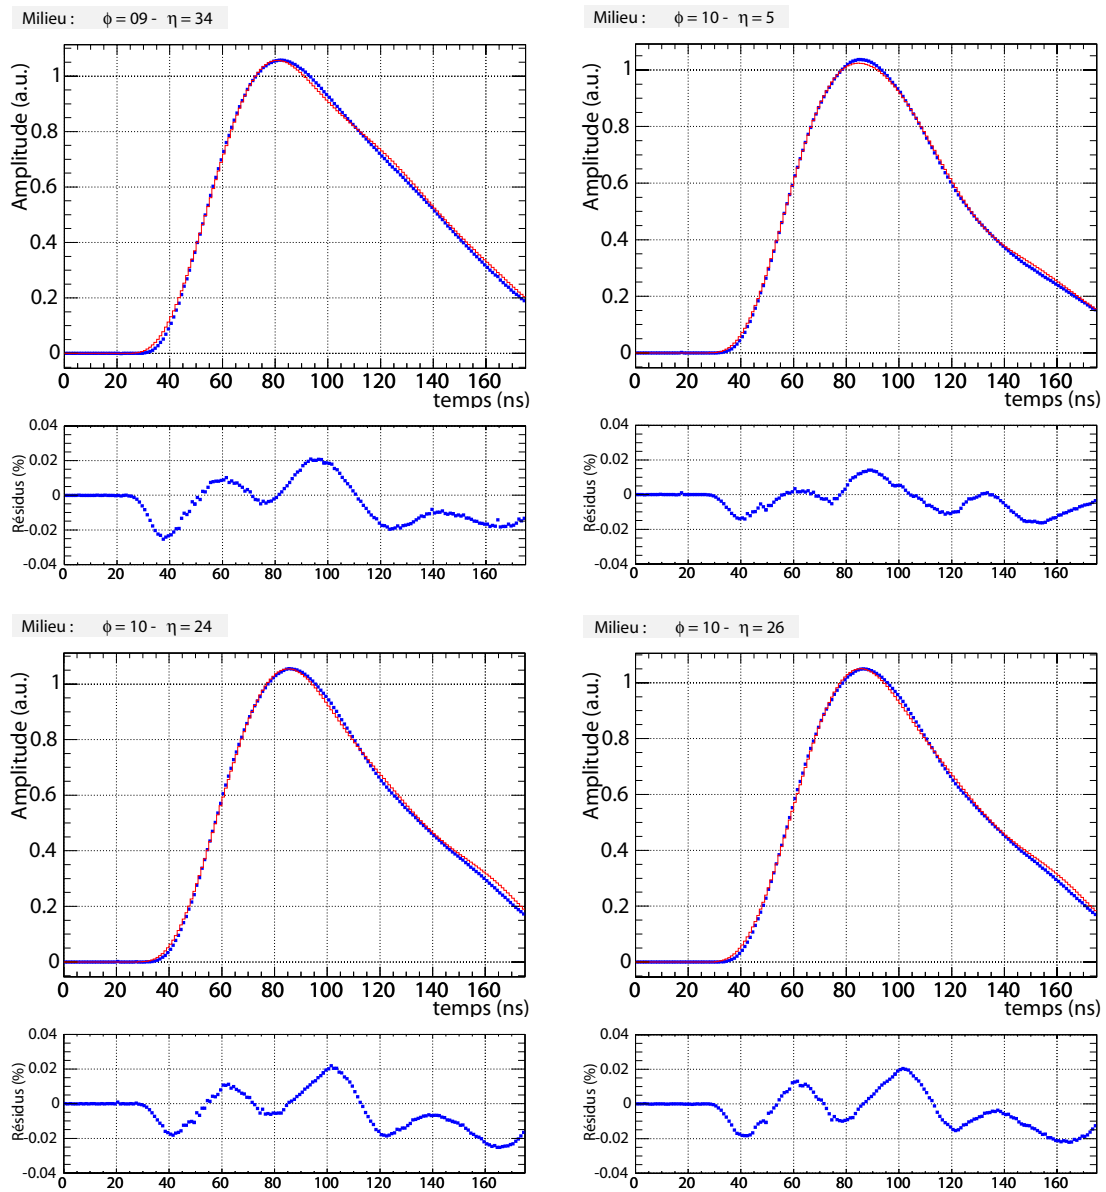 Milieu : ϕ = 09 - η = 34
Amplitude (a.u.)
1
0.8
0.6
0.4
0.2
0
0 20 40 60 80 100 120 140 160
temps (ns)
Résidus (%)
0.04
0.02
0
-0.02
-0.04
0 20 40 60 80 100 120 140 160
Milieu : ϕ = 10 - η = 5
Amplitude (a.u.)
1
0.8
0.6
0.4
0.2
0
0 20 40 60 80 100 120 140 160
temps (ns)
Résidus (%)
0.04
0.02
0
-0.02
-0.04
0 20 40 60 80 100 120 140 160
Milieu : ϕ = 10 - η = 24
Amplitude (a.u.)
1
0.8
0.6
0.4
0.2
0
0 20 40 60 80 100 120 140 160
temps (ns)
Résidus (%)
0.04
0.02
0
-0.02
-0.04
0 20 40 60 80 100 120 140 160
Milieu : ϕ = 10 - η = 26
Amplitude (a.u.)
1
0.8
0.6
0.4
0.2
0
0 20 40 60 80 100 120 140 160
temps (ns)
Résidus (%)
0.04
0.02
0
-0.02
-0.04
0 20 40 60 80 100 120 140 160